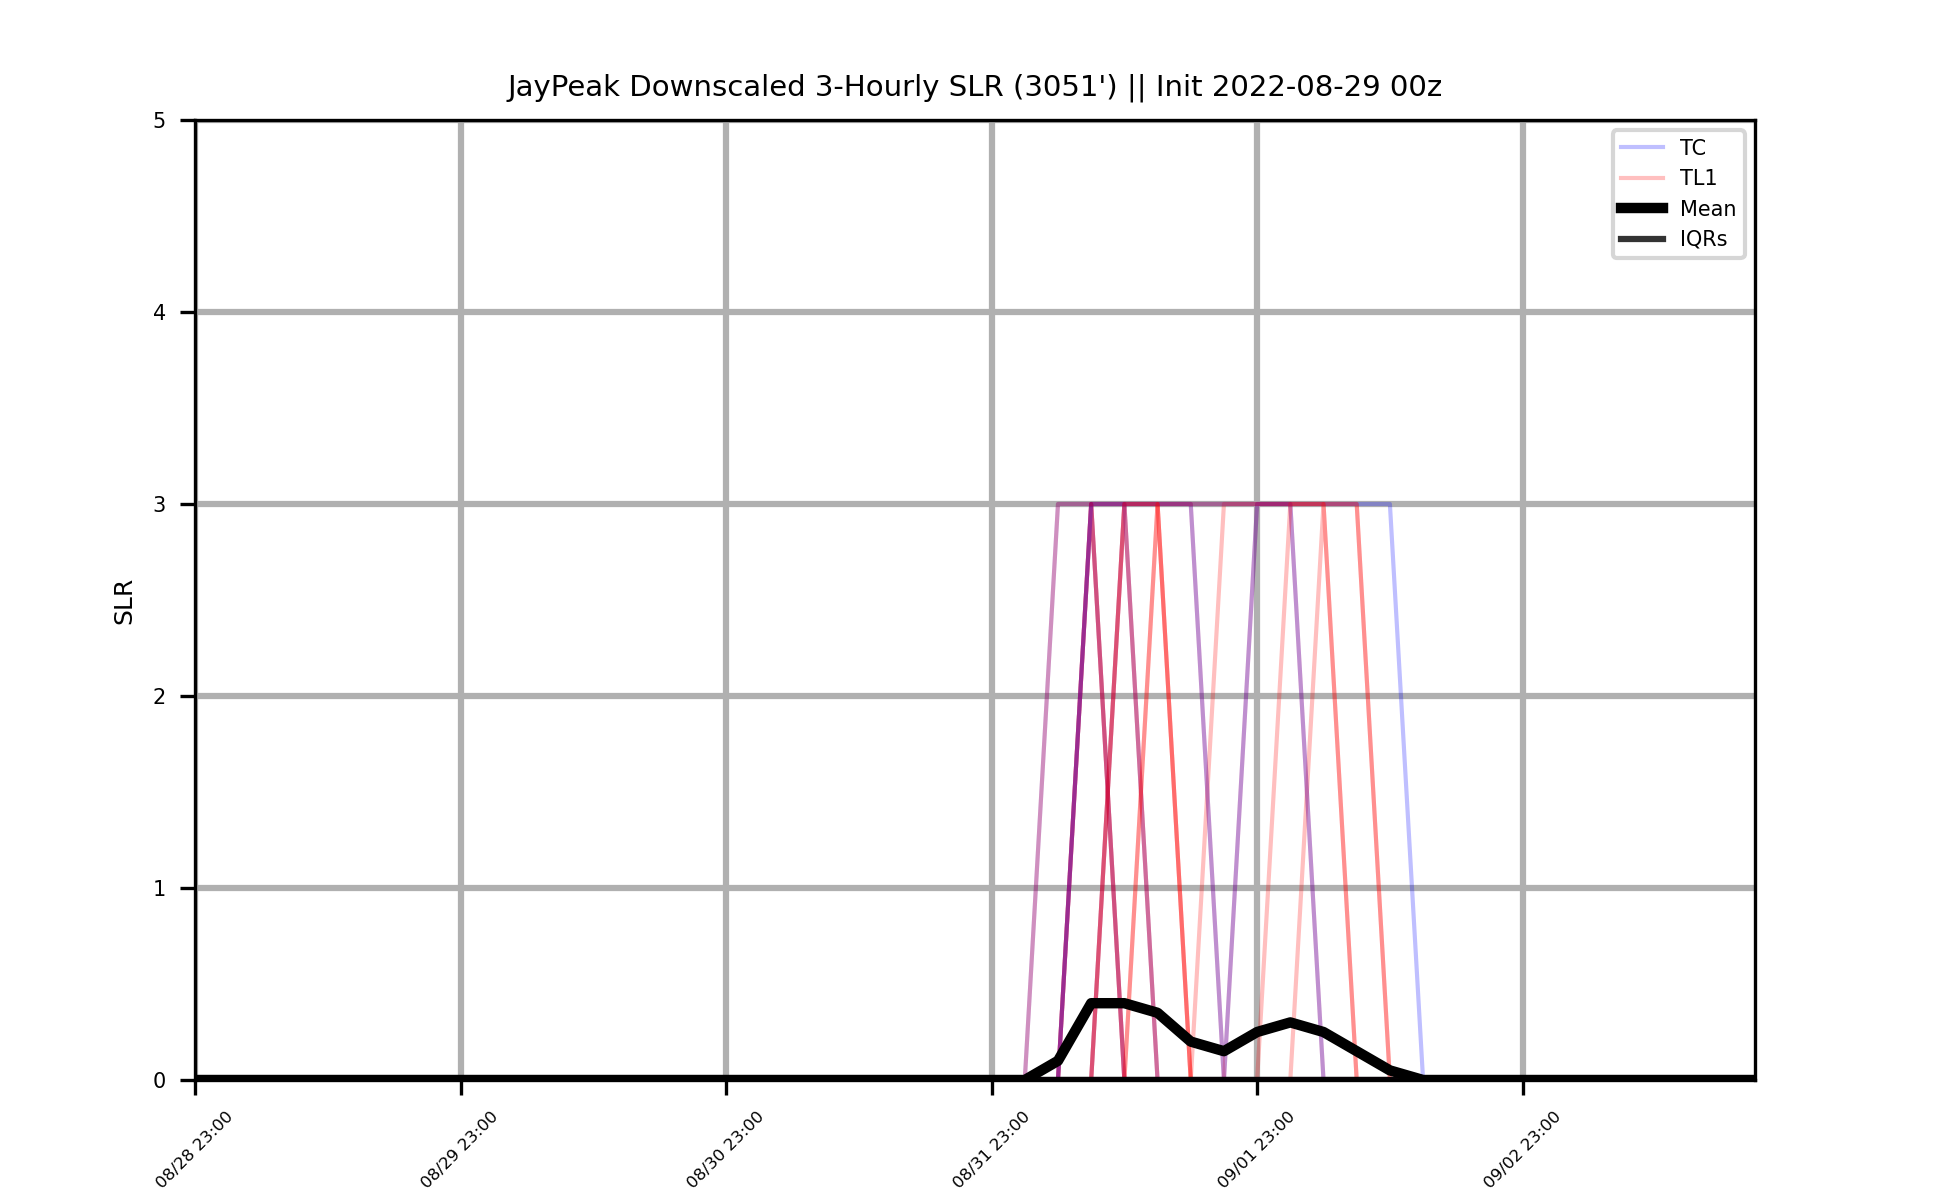 JayPeak Downscaled 3-Hourly SLR (3051') || Init 2022-08-29 00z
5
4
3
2
1
0
SLR
TC
TL1
Mean
IQRs
08/28 23:00
08/29 23:00
08/30 23:00
08/31 23:00
09/01 23:00
09/02 23:00